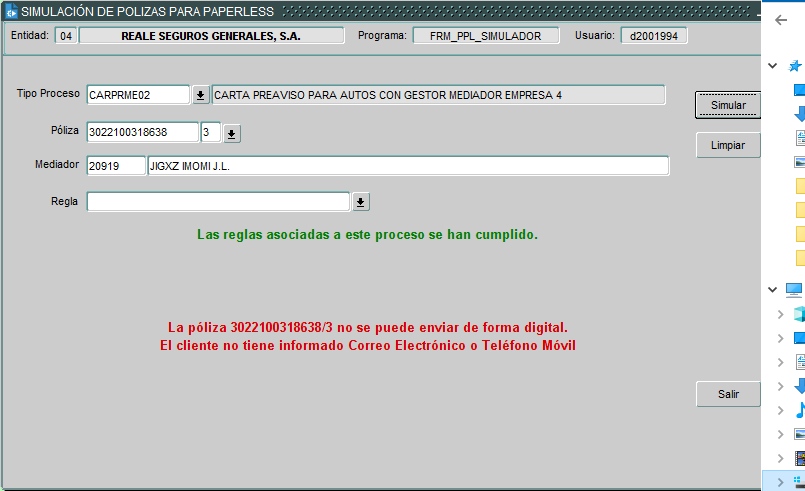 SIMULACIÓN DE POLIZAS PARA PAPERLESS
Entidad: 04 REALE SEGUROS GENERALES, S.A. Programa: FRM_PPL_SIMULADOR Usuario: d2001994
Tipo Proceso CARPRME02 CARTA PREAVISO PARA AUTOS CON GESTOR MEDIADOR EMPRESA 4
Simular
Póliza 3022100318638 3
Limpiar
Mediador 20919 JIGXZ IMOMI J.L.
Regla
Las reglas asociadas a este proceso se han cumplido.
La póliza 3022100318638/3 no se puede enviar de forma digital.
El cliente no tiene informado Correo Electrónico o Teléfono Móvil
Salir